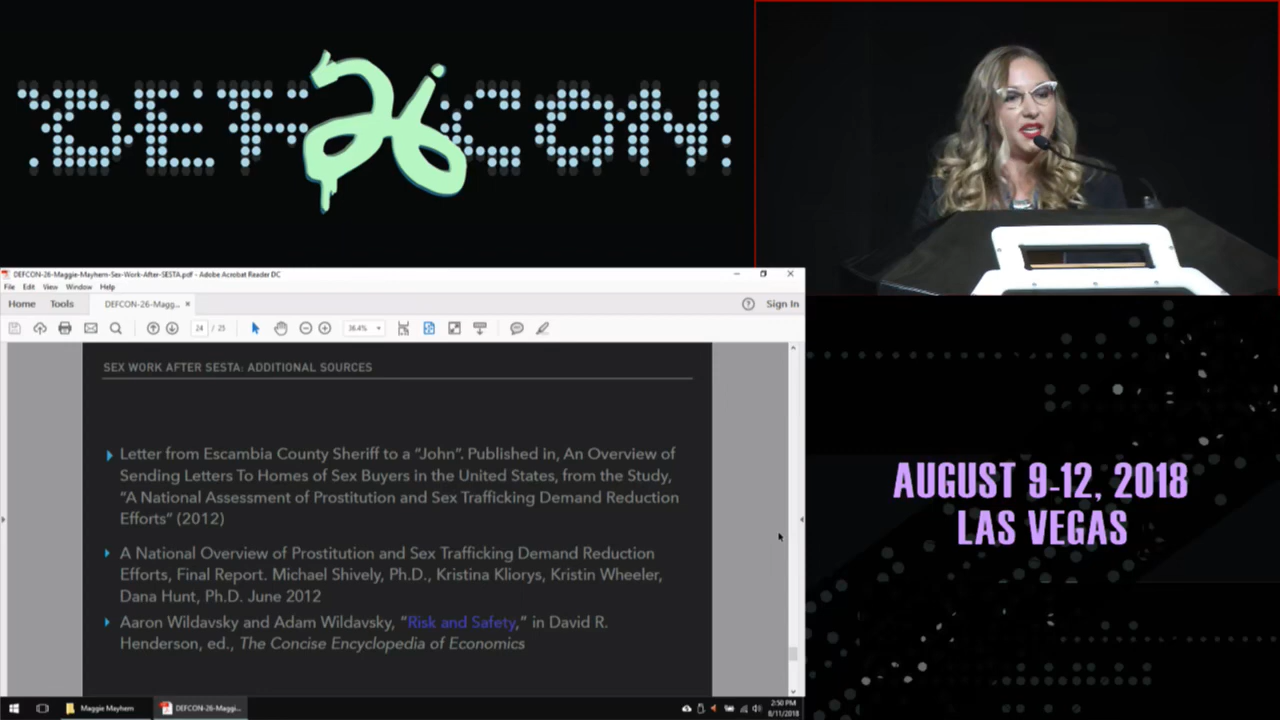 DEF 26 CON
DEFCON-26-Maggie-Mayhem-Sex-Work-After-SESTA.pdf - Adobe Acrobat Reader DC
File Edit View Window Help
Home Tools DEFCON-26-Magg... × ? Sign In
24 / 25 36.4%
SEX WORK AFTER SESTA: ADDITIONAL SOURCES
Letter from Escambia County Sheriff to a “John”. Published in, An Overview of
Sending Letters To Homes of Sex Buyers in the United States, from the Study,
“A National Assessment of Prostitution and Sex Trafficking Demand Reduction
Efforts” (2012)
A National Overview of Prostitution and Sex Trafficking Demand Reduction
Efforts, Final Report. Michael Shively, Ph.D., Kristina Kliorys, Kristin Wheeler,
Dana Hunt, Ph.D. June 2012
Aaron Wildavsky and Adam Wildavsky, “Risk and Safety,” in David R.
Henderson, ed., The Concise Encyclopedia of Economics
Maggie Mayhem DEFCON-26-Maggi... 2:50 PM
8/11/2018
AUGUST 9-12, 2018
LAS VEGAS